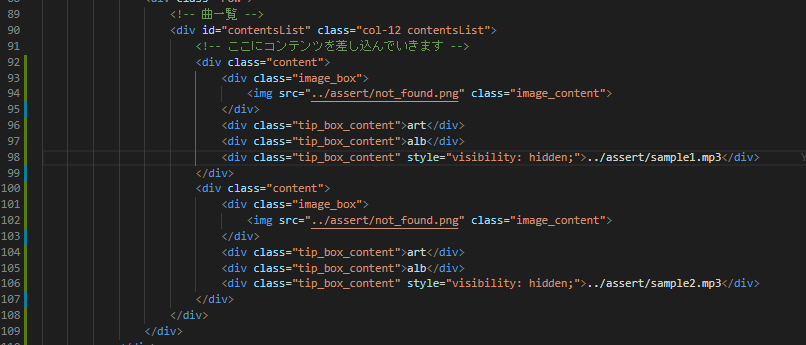 89 <!-- 曲一覧 -->
90 <div id="contentsList" class="col-12 contentsList">
91 <!-- ここにコンテンツを差し込んでいきます -->
92 <div class="content">
93 <div class="image_box">
94 <img src="../assert/not_found.png" class="image_content">
95 </div>
96 <div class="tip_box_content">art</div>
97 <div class="tip_box_content">alb</div>
98 <div class="tip_box_content" style="visibility: hidden;">../assert/sample1.mp3</div>
99 </div>
100 <div class="content">
101 <div class="image_box">
102 <img src="../assert/not_found.png" class="image_content">
103 </div>
104 <div class="tip_box_content">art</div>
105 <div class="tip_box_content">alb</div>
106 <div class="tip_box_content" style="visibility: hidden;">../assert/sample2.mp3</div>
107 </div>
108 </div>
109 </div>